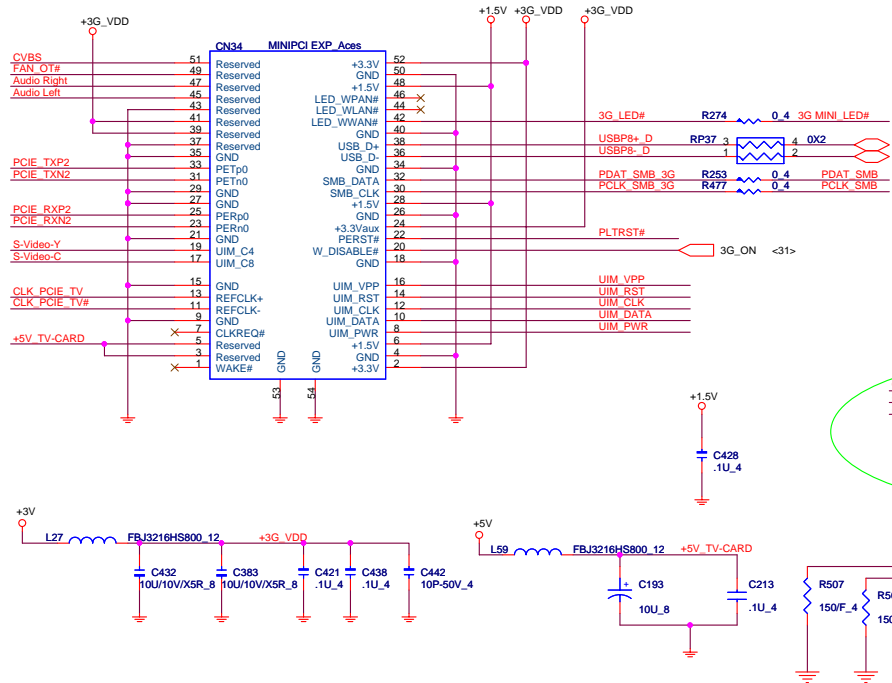 +3G_VDD
+1.5V +3G_VDD +3G_VDD
CN34 MINIPCI EXP_Aces
CVBS 51 Reserved +3.3V 52
FAN_OT# 49 Reserved GND 50
Audio Right 47 Reserved +1.5V 48
Audio Left 45 Reserved LED_WPAN# 46
43 Reserved LED_WLAN# 44
41 Reserved LED_WWAN# 42 3G_LED# R274 0_4 3G MINI_LED#
39 Reserved GND 40
37 Reserved USB_D+ 38 USBP8+_D RP37 3 4 0X2
35 GND USB_D- 36 USBP8-_D 1 2
PCIE_TXP2 33 PETp0 GND 34
PCIE_TXN2 31 PETn0 SMB_DATA 32 PDAT_SMB_3G R253 0_4 PDAT_SMB
29 GND SMB_CLK 30 PCLK_SMB_3G R477 0_4 PCLK_SMB
27 GND +1.5V 28
PCIE_RXP2 25 PERp0 GND 26
PCIE_RXN2 23 PERn0 +3.3Vaux 24
21 GND PERST# 22 PLTRST#
S-Video-Y 19 UIM_C4 W_DISABLE# 20 3G_ON <31>
S-Video-C 17 UIM_C8 GND 18
15 GND UIM_VPP 16 UIM_VPP
CLK_PCIE_TV 13 REFCLK+ UIM_RST 14 UIM_RST
CLK_PCIE_TV# 11 REFCLK- UIM_CLK 12 UIM_CLK
9 GND UIM_DATA 10 UIM_DATA
7 CLKREQ# UIM_PWR 8 UIM_PWR
+5V_TV-CARD 5 Reserved +1.5V 6
3 Reserved GND 4
1 WAKE# +3.3V 2
GND GND
53 54
+1.5V
C428
.1U_4
+3V
L27 FBJ3216HS800_12 +3G_VDD
C432 C383 C421 C438 C442
10U/10V/X5R_8 10U/10V/X5R_8 .1U_4 .1U_4 10P-50V_4
+5V
L59 FBJ3216HS800_12 +5V_TV-CARD
+ C193 C213
10U_8 .1U_4
R507
150/F_4